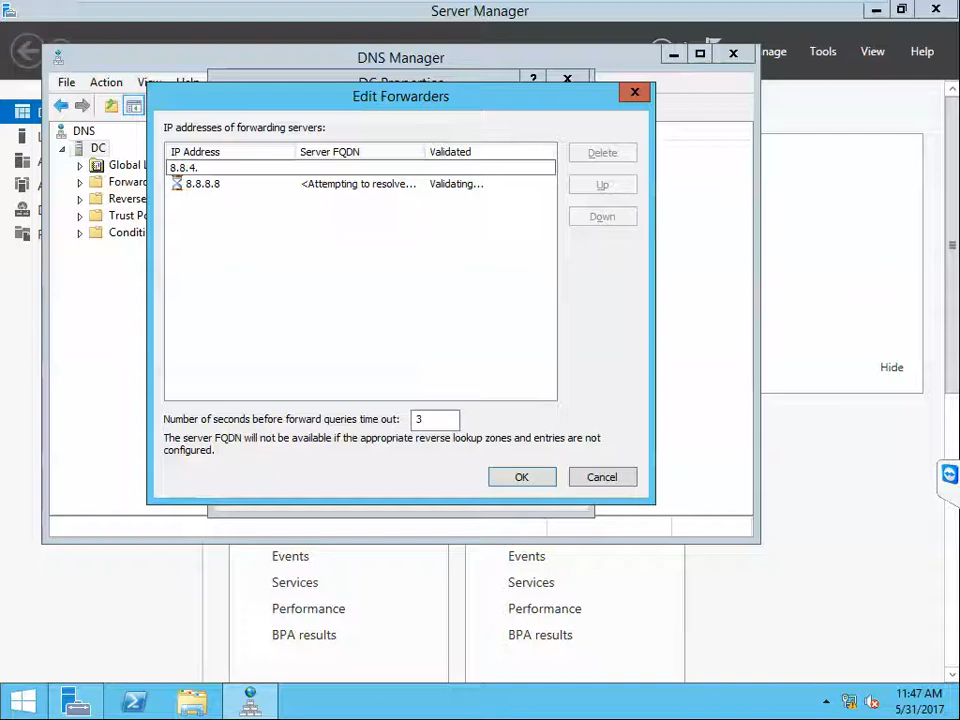 Server Manager
Tools
View
Help
DNS Manager
File
Action
Edit Forwarders
IP addresses of forwarding servers:
IP Address
Server FQDN
Validated
Delete
8.8.4.
8.8.8.8
<Attempting to resolve...
Validating...
Up
Down
DNS
DC
Global
Forward
Reverse
Trust
Number of seconds before forward queries time out:
3
The server FQDN will not be available if the appropriate reverse lookup zones and entries are not
configured.
OK
Cancel
Hide
Events
Services
Performance
BPA results
Events
Services
Performance
BPA results
11:47 AM
5/31/2017